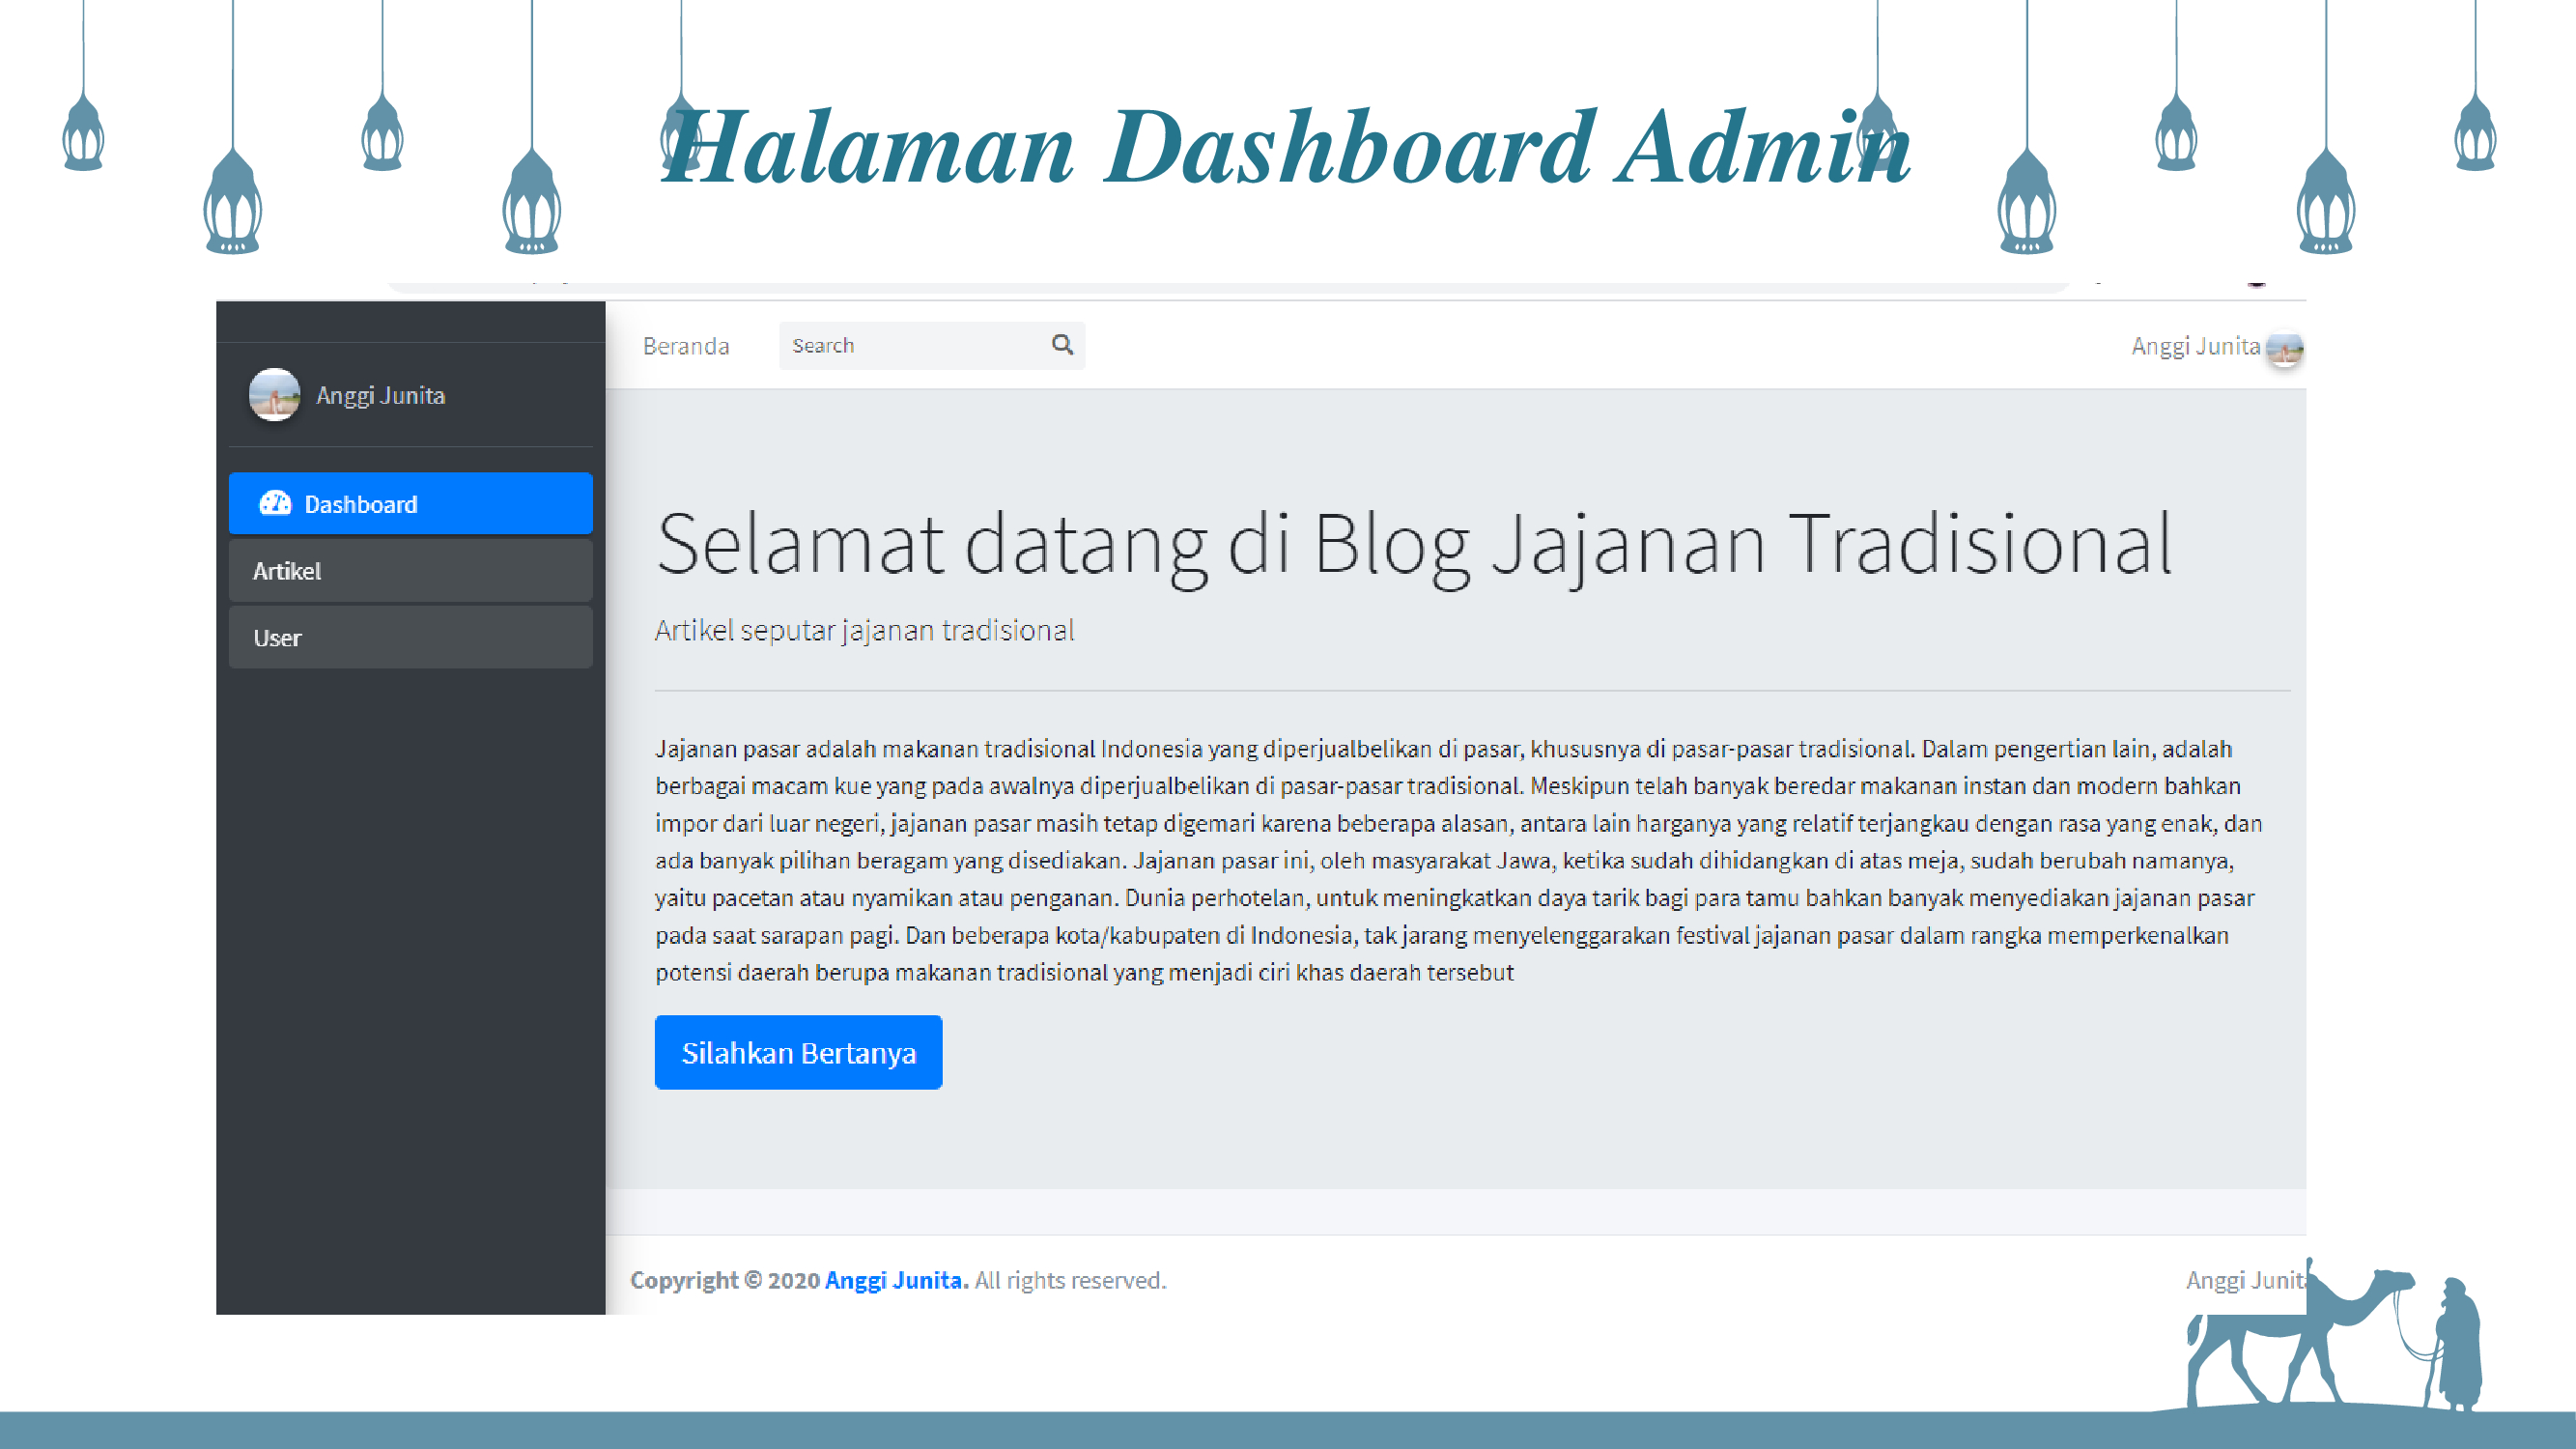 Halaman Dashboard Admin
Beranda
Search
Anggi Junita
Anggi Junita
Dashboard
Artikel
User
Selamat datang di Blog Jajanan Tradisional
Artikel seputar jajanan tradisional
Jajanan pasar adalah makanan tradisional Indonesia yang diperjualbelikan di pasar, khususnya di pasar-pasar tradisional. Dalam pengertian lain, adalah
berbagai macam kue yang pada awalnya diperjualbelikan di pasar-pasar tradisional. Meskipun telah banyak beredar makanan instan dan modern bahkan
impor dari luar negeri, jajanan pasar masih tetap digemari karena beberapa alasan, antara lain harganya yang relatif terjangkau dengan rasa yang enak, dan
ada banyak pilihan beragam yang disediakan. Jajanan pasar ini, oleh masyarakat Jawa, ketika sudah dihidangkan di atas meja, sudah berubah namanya,
yaitu pacetan atau nyamikan atau penganan. Dunia perhotelan, untuk meningkatkan daya tarik bagi para tamu bahkan banyak menyediakan jajanan pasar
pada saat sarapan pagi. Dan beberapa kota/kabupaten di Indonesia, tak jarang menyelenggarakan festival jajanan pasar dalam rangka memperkenalkan
potensi daerah berupa makanan tradisional yang menjadi ciri khas daerah tersebut
Silahkan Bertanya
Copyright © 2020 Anggi Junita. All rights reserved.
Anggi Junita